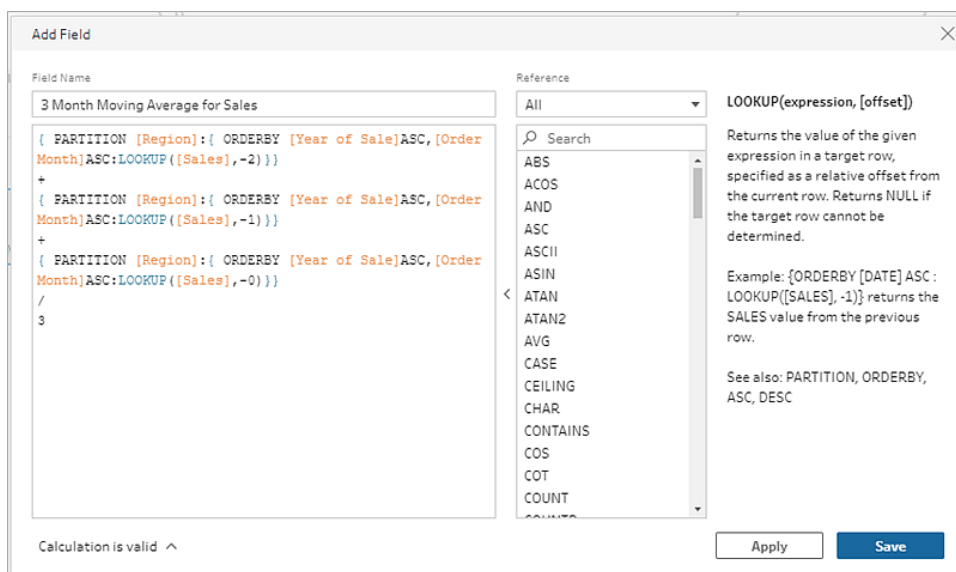 Add Field
Field Name
3 Month Moving Average for Sales
{ PARTITION [Region]:{ ORDERBY [Year of Sale]ASC,[Order
Month]ASC:LOOKUP([Sales],-2)}}
+
{ PARTITION [Region]:{ ORDERBY [Year of Sale]ASC,[Order
Month]ASC:LOOKUP([Sales],-1)}}
+
{ PARTITION [Region]:{ ORDERBY [Year of Sale]ASC,[Order
Month]ASC:LOOKUP([Sales],-0)}}
/
3
Reference
All
Search
ABS
ACOS
AND
ASC
ASCII
ASIN
ATAN
ATAN2
AVG
CASE
CEILING
CHAR
CONTAINS
COS
COT
COUNT
LOOKUP(expression, [offset])
Returns the value of the given
expression in a target row,
specified as a relative offset from
the current row. Returns NULL if
the target row cannot be
determined.
Example: {ORDERBY [DATE] ASC :
LOOKUP([SALES], -1)} returns the
SALES value from the previous
row.
See also: PARTITION, ORDERBY,
ASC, DESC
Calculation is valid
Apply
Save